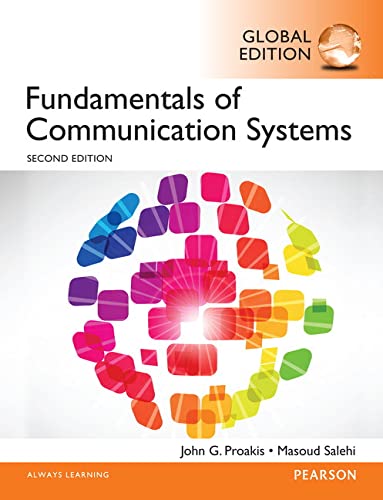 GLOBAL
EDITION
Fundamentals of
Communication Systems
SECOND EDITION
John G. Proakis • Masoud Salehi
ALWAYS LEARNING
PEARSON